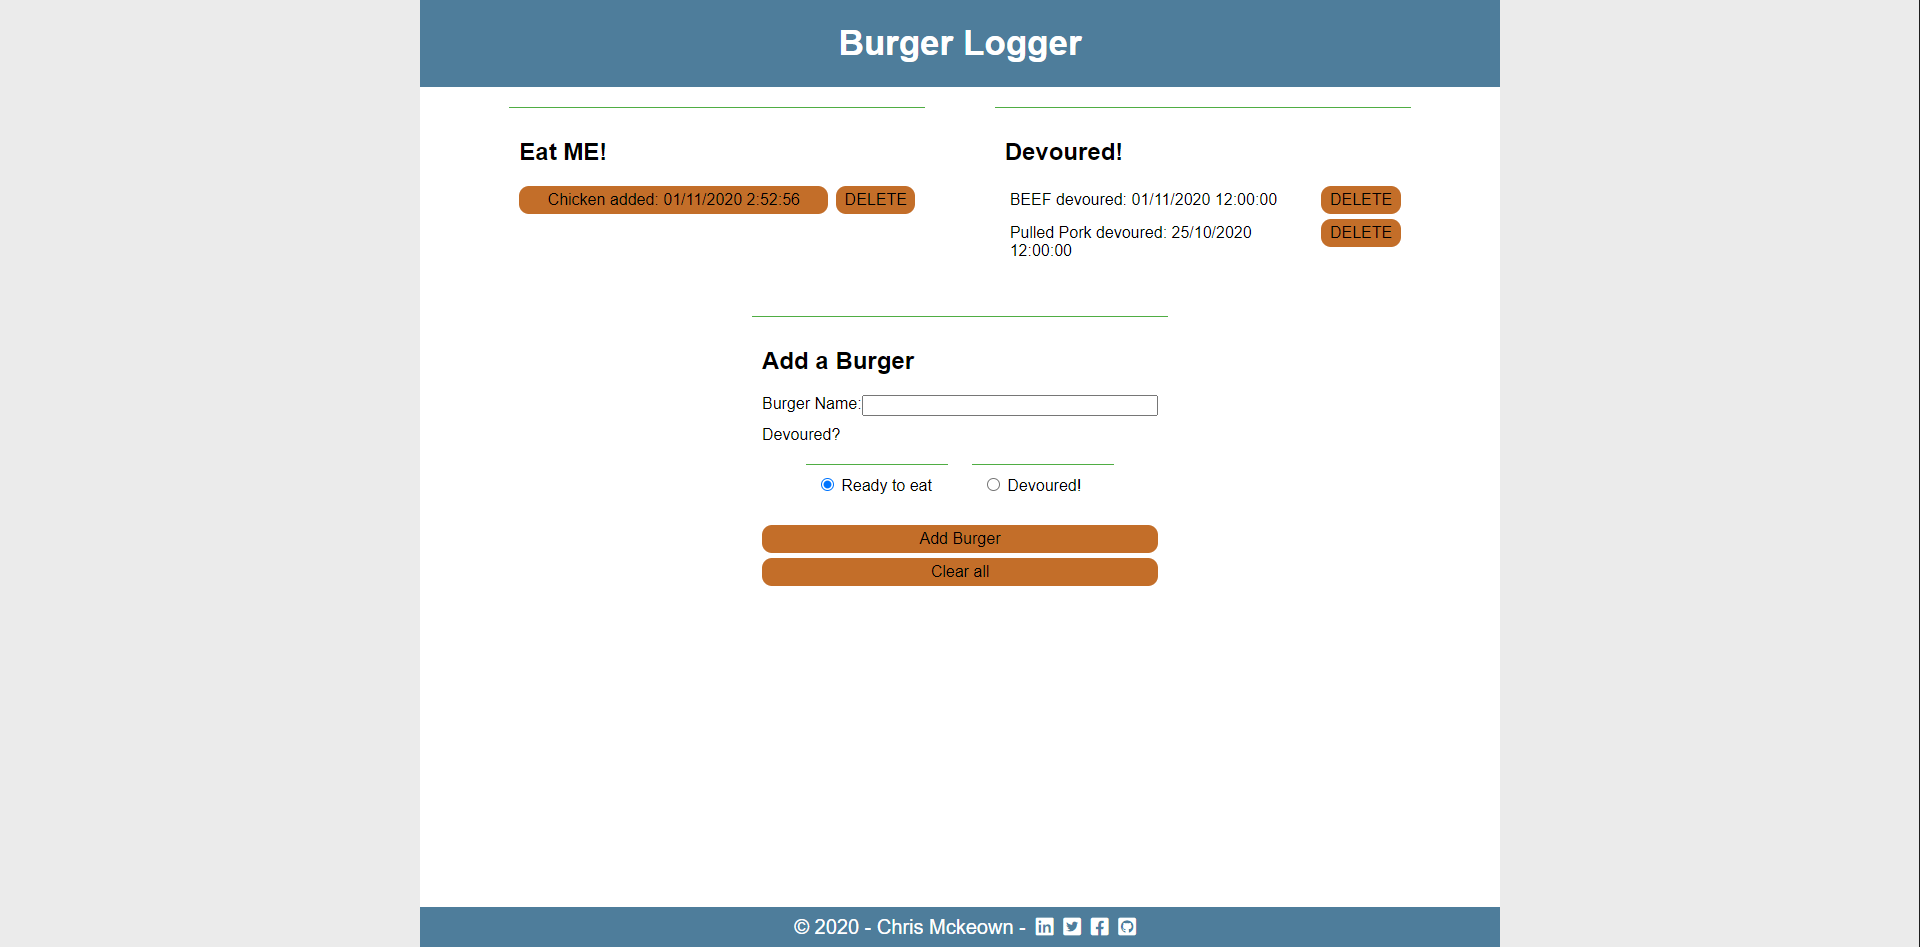 Burger Logger
Eat ME!
Chicken added: 01/11/2020 2:52:56
DELETE
Devoured!
BEEF devoured: 01/11/2020 12:00:00
DELETE
Pulled Pork devoured: 25/10/2020
12:00:00
DELETE
Add a Burger
Burger Name:
Devoured?
Ready to eat
Devoured!
Add Burger
Clear all
© 2020 - Chris Mckeown -